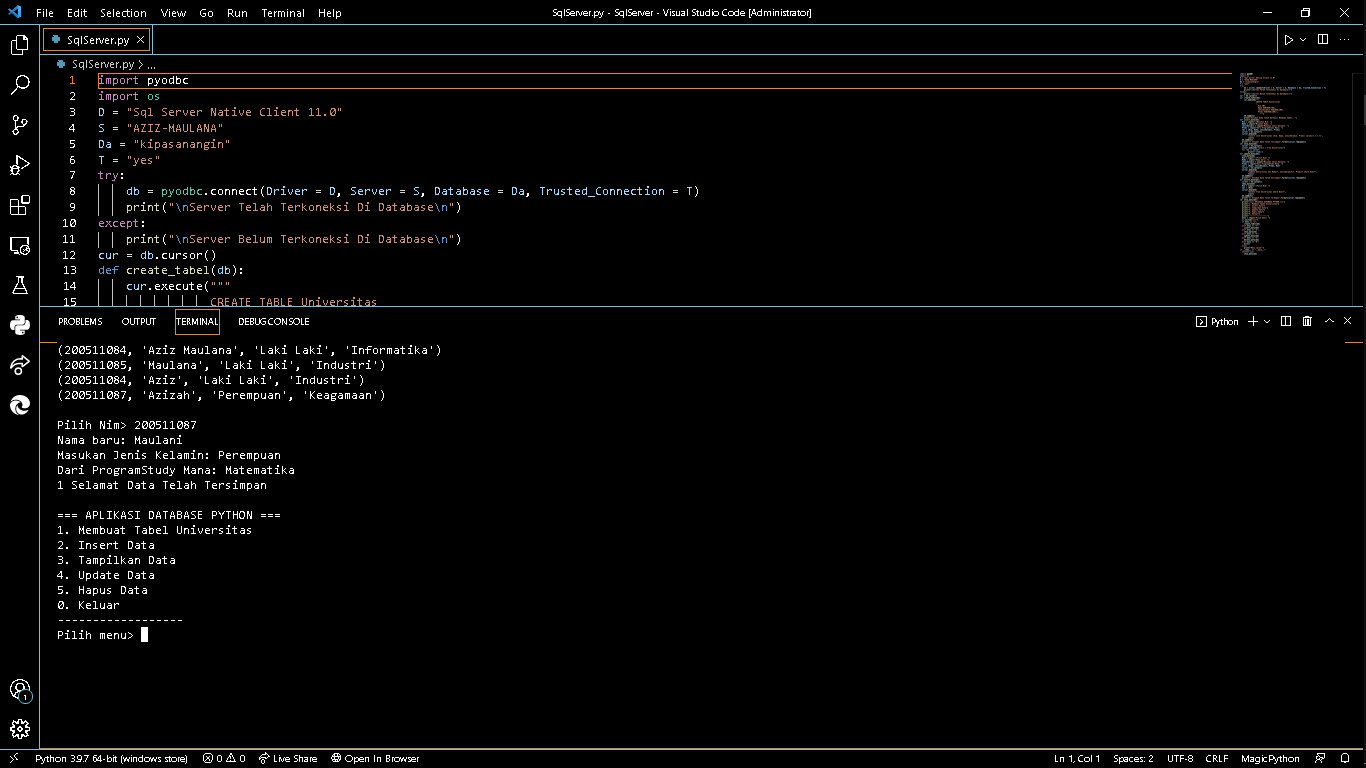 File Edit Selection View Go Run Terminal Help SqlServer.py - SqlServer - Visual Studio Code [Administrator]
SqlServer.py
SqlServer.py > ...
1 import pyodbc
2 import os
3 D = "Sql Server Native Client 11.0"
4 S = "AZIZ-MAULANA"
5 Da = "kipasanangin"
6 T = "yes"
7 try:
8 db = pyodbc.connect(Driver = D, Server = S, Database = Da, Trusted_Connection = T)
9 print("\nServer Telah Terkoneksi Di Database\n")
10 except:
11 print("\nServer Belum Terkoneksi Di Database\n")
12 cur = db.cursor()
13 def create_tabel(db):
14 cur.execute("""
15 CREATE TABLE Universitas
PROBLEMS OUTPUT TERMINAL DEBUG CONSOLE Python
(200511084, 'Aziz Maulana', 'Laki Laki', 'Informatika')
(200511085, 'Maulana', 'Laki Laki', 'Industri')
(200511084, 'Aziz', 'Laki Laki', 'Industri')
(200511087, 'Azizah', 'Perempuan', 'Keagamaan')
Pilih Nim> 200511087
Nama baru: Maulani
Masukan Jenis Kelamin: Perempuan
Dari ProgramStudy Mana: Matematika
1 Selamat Data Telah Tersimpan
=== APLIKASI DATABASE PYTHON ===
1. Membuat Tabel Universitas
2. Insert Data
3. Tampilkan Data
4. Update Data
5. Hapus Data
0. Keluar
------------------
Pilih menu>
1
Python 3.9.7 64-bit (windows store) 0 0 Live Share Open In Browser Ln 1, Col 1 Spaces: 2 UTF-8 CRLF MagicPython